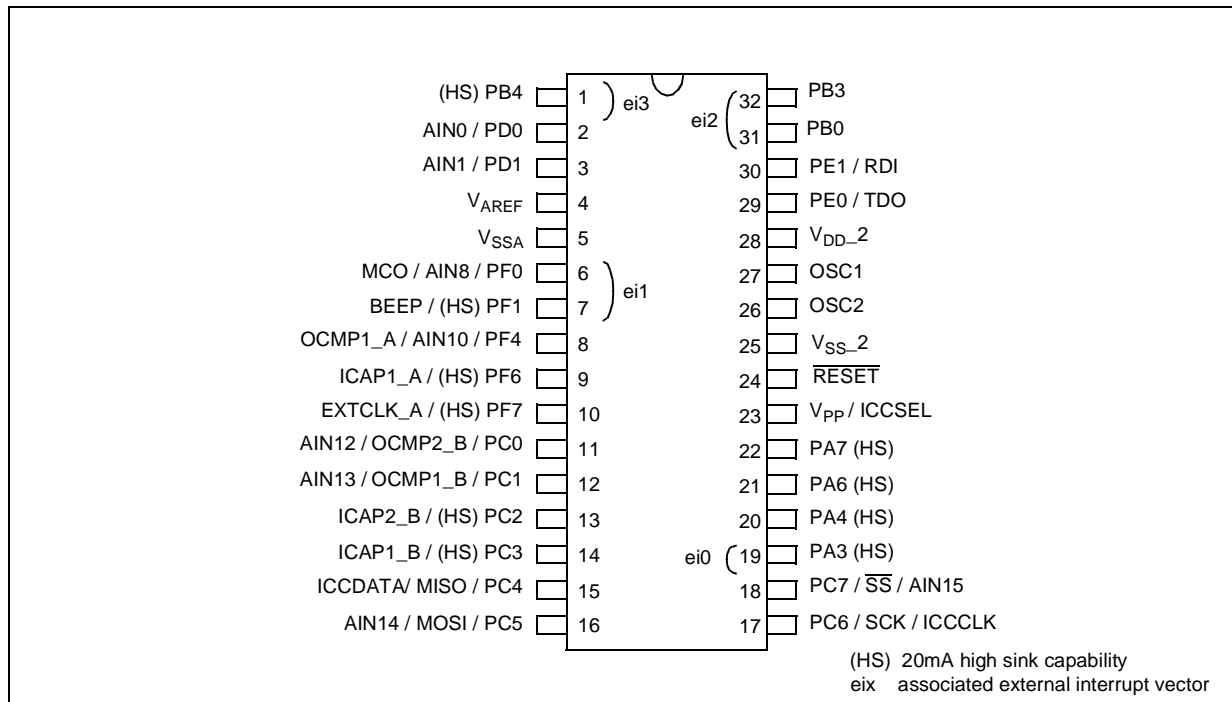 (HS) PB4 1 ei3 ei2 32 PB3
AIN0 / PD0 2 31 PB0
AIN1 / PD1 3 30 PE1 / RDI
VAREF 4 29 PE0 / TDO
VSSA 5 28 VDD_2
MCO / AIN8 / PF0 6 ei1 27 OSC1
BEEP / (HS) PF1 7 26 OSC2
OCMP1_A / AIN10 / PF4 8 25 VSS_2
ICAP1_A / (HS) PF6 9 24 RESET
EXTCLK_A / (HS) PF7 10 23 VPP / ICCSEL
AIN12 / OCMP2_B / PC0 11 22 PA7 (HS)
AIN13 / OCMP1_B / PC1 12 21 PA6 (HS)
ICAP2_B / (HS) PC2 13 20 PA4 (HS)
ICAP1_B / (HS) PC3 14 ei0 19 PA3 (HS)
ICCDATA/ MISO / PC4 15 18 PC7 / SS / AIN15
AIN14 / MOSI / PC5 16 17 PC6 / SCK / ICCCLK
(HS) 20mA high sink capability
eix associated external interrupt vector